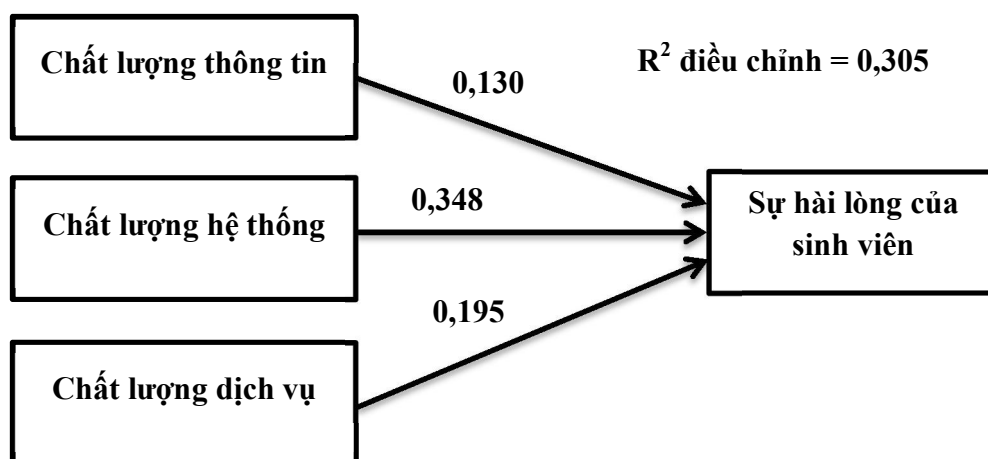 Chất lượng thông tin
R² điều chỉnh = 0,305
0,130
Chất lượng hệ thống
0,348
Sự hài lòng của
sinh viên
0,195
Chất lượng dịch vụ